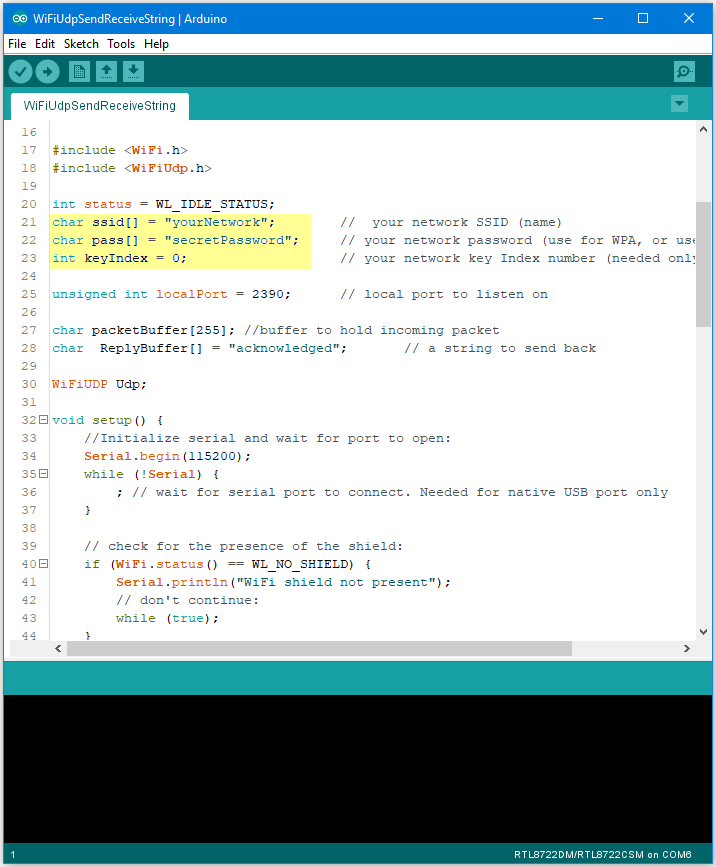 WiFiUdpSendReceiveString | Arduino
File Edit Sketch Tools Help
WiFiUdpSendReceiveString
16
17 #include <WiFi.h>
18 #include <WiFiUdp.h>
19
20 int status = WL_IDLE_STATUS;
21 char ssid[] = "yourNetwork"; //  your network SSID (name)
22 char pass[] = "secretPassword"; // your network password (use for WPA, or use
23 int keyIndex = 0; // your network key Index number (needed only
24
25 unsigned int localPort = 2390; // local port to listen on
26
27 char packetBuffer[255]; //buffer to hold incoming packet
28 char  ReplyBuffer[] = "acknowledged"; // a string to send back
29
30 WiFiUDP Udp;
31
32 void setup() {
33 //Initialize serial and wait for port to open:
34 Serial.begin(115200);
35 while (!Serial) {
36 ; // wait for serial port to connect. Needed for native USB port only
37 }
38
39 // check for the presence of the shield:
40 if (WiFi.status() == WL_NO_SHIELD) {
41 Serial.println("WiFi shield not present");
42 // don't continue:
43 while (true);
44 }
1 RTL8722DM/RTL8722CSM on COM6